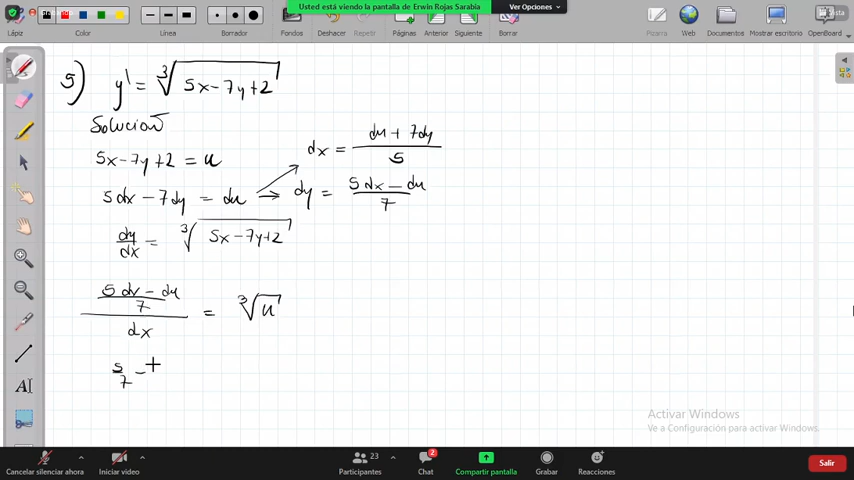 Usted está viendo la pantalla de Erwin Rojas Sarabia
Ver Opciones
Lápiz
Color
Línea
Borrador
Fondos
Deshacer
Repetir
Páginas
Anterior
Siguiente
Borrar
Pizarra
Web
Documentos
Mostrar escritorio
OpenBoard
5) y' = ∛(5x-7y+2)
Solución
5x-7y+2 = u
dx = (du + 7dy)/5
5dx - 7dy = du ⇒ dy = (5dx - du)/7
dy/dx = ∛(5x-7y+2)
((5dx - du)/7)/dx = ∛u
5/7 -
Activar Windows
Ve a Configuración para activar Windows.
Cancelar silenciar ahora
Iniciar video
23
Participantes
2
Chat
Compartir pantalla
Grabar
Reacciones
Salir